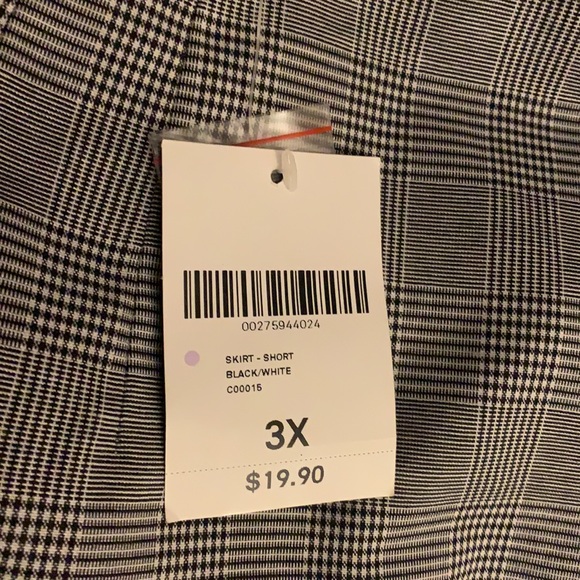 00275944024
SKIRT - SHORT
BLACK/WHITE
C00015
3X
$19.90